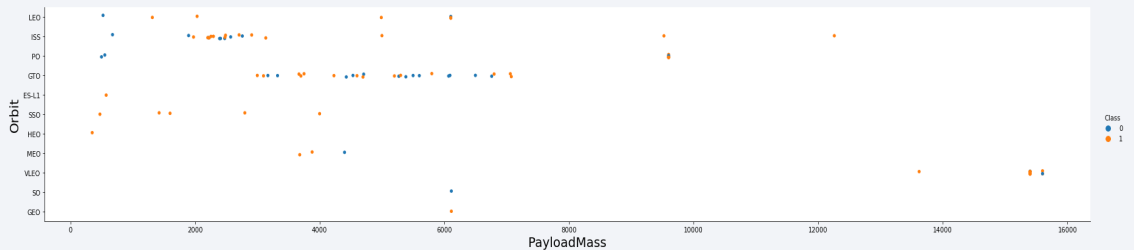 LEO
ISS
PO
GTO
ES-L1
SSO
HEO
MEO
VLEO
SO
GEO
Orbit
0 2000 4000 6000 8000 10000 12000 14000 16000
PayloadMass
Class
0
1